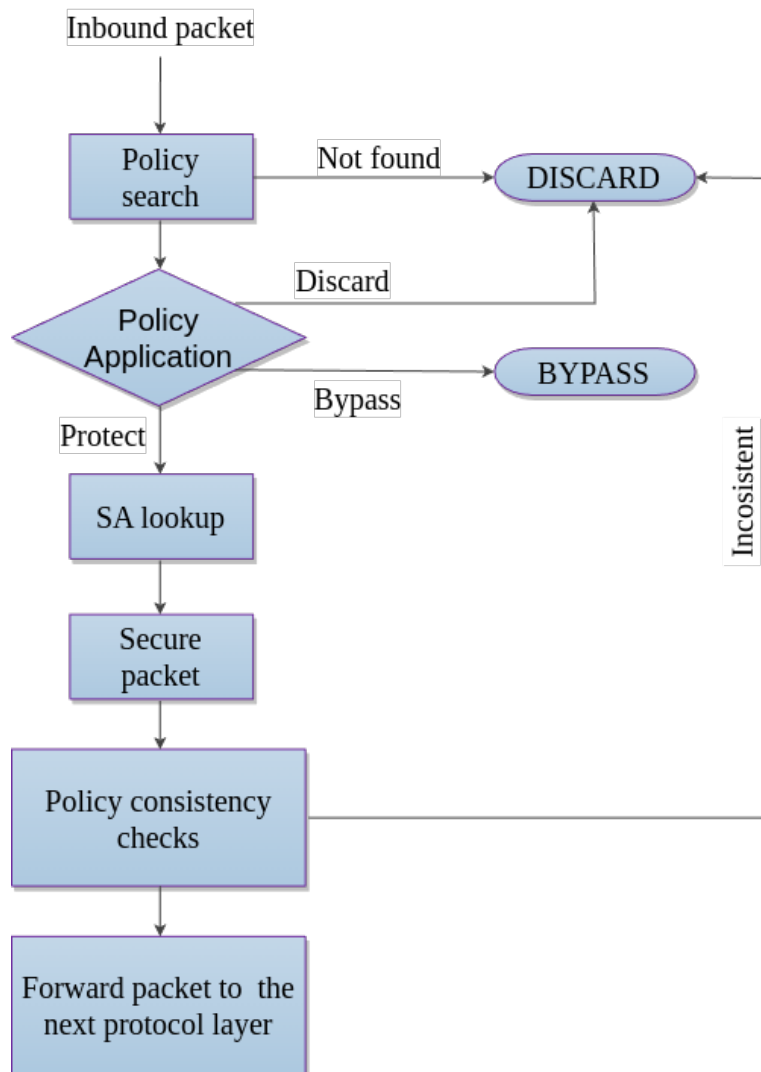 Inbound packet
Policy
search
Not found
DISCARD
Discard
Policy
Application
BYPASS
Bypass
Protect
SA lookup
Incosistent
Secure
packet
Policy consistency
checks
Forward packet to the
next protocol layer